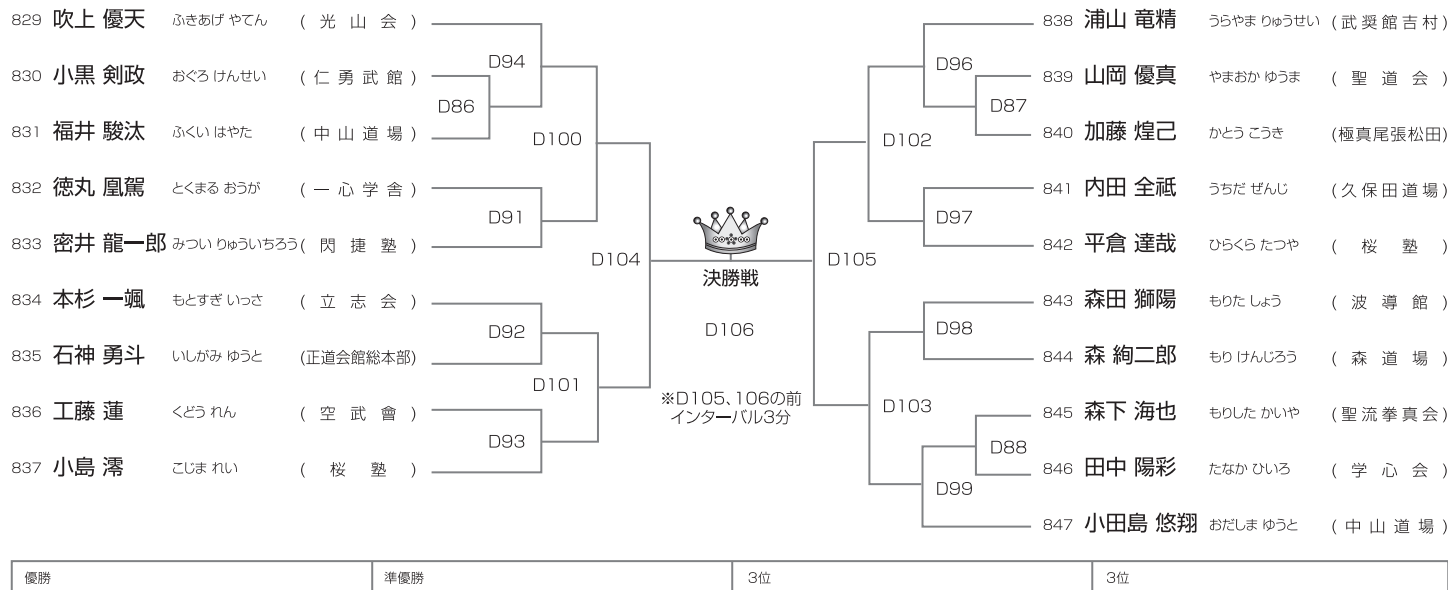 829 吹上 優天 ふきあげ やてん (光山会)
830 小黒 剣政 おぐろ けんせい (仁勇武館)
831 福井 駿汰 ふくい はやた (中山道場)
832 徳丸 凰駕 とくまる おうが (一心学舎)
833 密井 龍一郎 みつい りゅういちろう (閃捷塾)
834 本杉 一颯 もとすぎ いっさ (立志会)
835 石神 勇斗 いしがみ ゆうと (正道会館総本部)
836 工藤 蓮 くどう れん (空武會)
837 小島 澪 こじま れい (桜塾)
D94
D86
D100
D91
D104
D92
D101
D93
決勝戦
D106
※D105、106の前
インターバル3分
D96
D87
D102
D97
D105
D98
D103
D88
D99
838 浦山 竜精 うらやま りゅうせい (武奨館吉村)
839 山岡 優真 やまおか ゆうま (聖道会)
840 加藤 煌己 かとう こうき (極真尾張松田)
841 内田 全祇 うちだ ぜんじ (久保田道場)
842 平倉 達哉 ひらくら たつや (桜塾)
843 森田 獅陽 もりた しょう (波導館)
844 森 絢二郎 もり けんじろう (森道場)
845 森下 海也 もりした かいや (聖流拳真会)
846 田中 陽彩 たなか ひいろ (学心会)
847 小田島 悠翔 おだしま ゆうと (中山道場)
優勝 準優勝 3位 3位